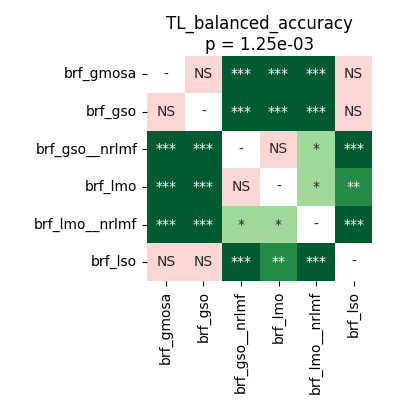 TL_balanced_accuracy
p = 1.25e-03
brf_gmosa - NS *** *** *** NS
brf_gso NS - *** *** *** NS
brf_gso__nrlmf *** *** - NS * ***
brf_lmo *** *** NS - * **
brf_lmo__nrlmf *** *** * * - ***
brf_lso NS NS *** ** *** -
brf_gmosa
brf_gso
brf_gso__nrlmf
brf_lmo
brf_lmo__nrlmf
brf_lso